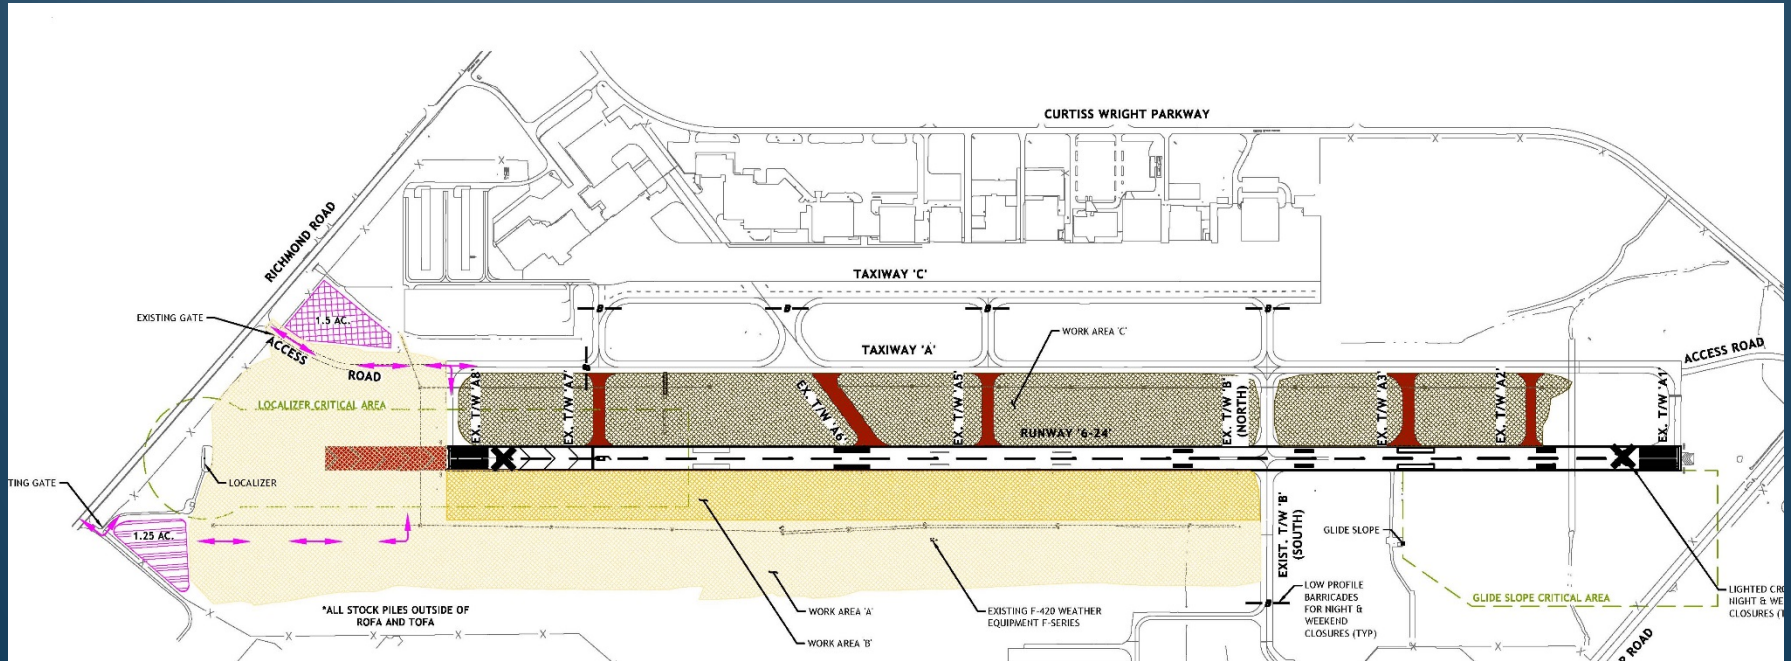 CURTISS WRIGHT PARKWAY
RICHMOND ROAD
TAXIWAY 'C'
EXISTING GATE
1.5 AC.
ACCESS
ROAD
TAXIWAY 'A'
WORK AREA 'C'
ACCESS ROAD
LOCALIZER CRITICAL AREA
EX. T/W 'A8'
EX. T/W 'A7'
EX. T/W 'A6'
EX. T/W 'A5'
RUNWAY '6-24'
EX. T/W 'B'
(NORTH)
EX. T/W 'A3'
EX. T/W 'A2'
EX. T/W 'A1'
LOCALIZER
TING GATE
1.25 AC.
EXIST. T/W 'B'
(SOUTH)
GLIDE SLOPE
*ALL STOCK PILES OUTSIDE OF
ROFA AND TOFA
WORK AREA 'A'
WORK AREA 'B'
EXISTING F-420 WEATHER
EQUIPMENT F-SERIES
LOW PROFILE
BARRICADES
FOR NIGHT &
WEEKEND
CLOSURES (TYP)
GLIDE SLOPE CRITICAL AREA
LIGHTED CRO
NIGHT & WE
CLOSURES (T
ROAD